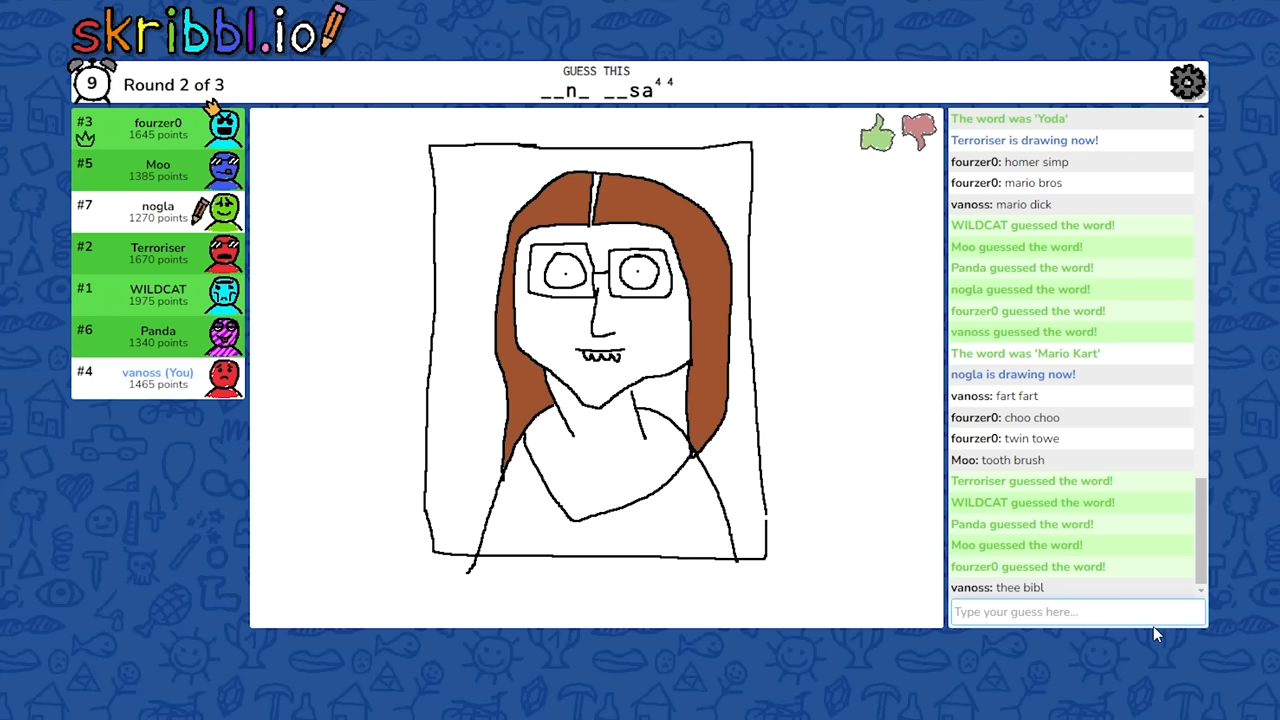 skribbl.io
9
Round 2 of 3
GUESS THIS
__n_ __sa 4 4
#3 fourzer0
1645 points
#5 Moo
1385 points
#7 nogla
1270 points
#2 Terroriser
1670 points
#1 WILDCAT
1975 points
#6 Panda
1340 points
#4 vanoss (You)
1465 points
The word was 'Yoda'
Terroriser is drawing now!
fourzer0: homer simp
fourzer0: mario bros
vanoss: mario dick
WILDCAT guessed the word!
Moo guessed the word!
Panda guessed the word!
nogla guessed the word!
fourzer0 guessed the word!
vanoss guessed the word!
The word was 'Mario Kart'
nogla is drawing now!
vanoss: fart fart
fourzer0: choo choo
fourzer0: twin towe
Moo: tooth brush
Terroriser guessed the word!
WILDCAT guessed the word!
Panda guessed the word!
Moo guessed the word!
fourzer0 guessed the word!
vanoss: thee bibl
Type your guess here...